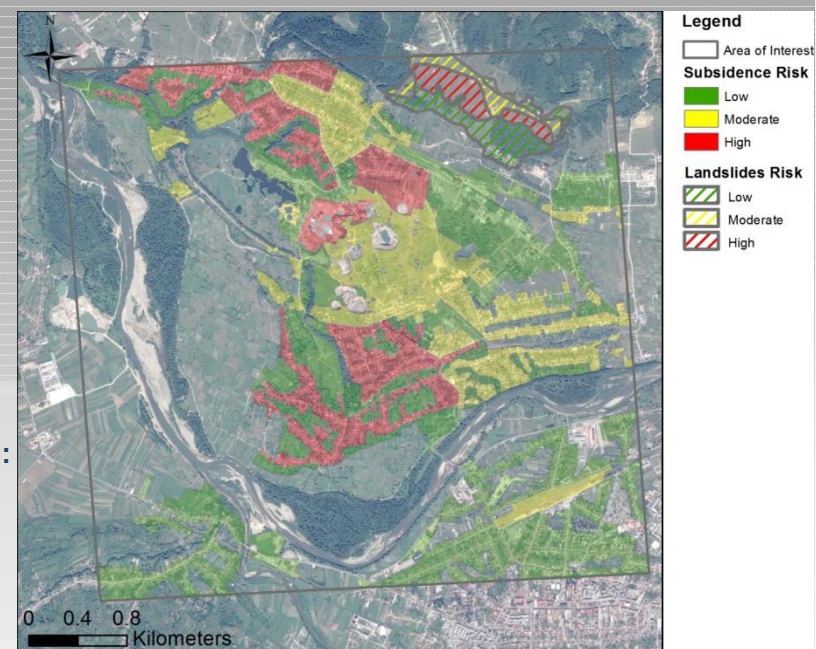 N
Legend
Area of Interest
Subsidence Risk
Low
Moderate
High
Landslides Risk
Low
Moderate
High
:
0 0.4 0.8
Kilometers